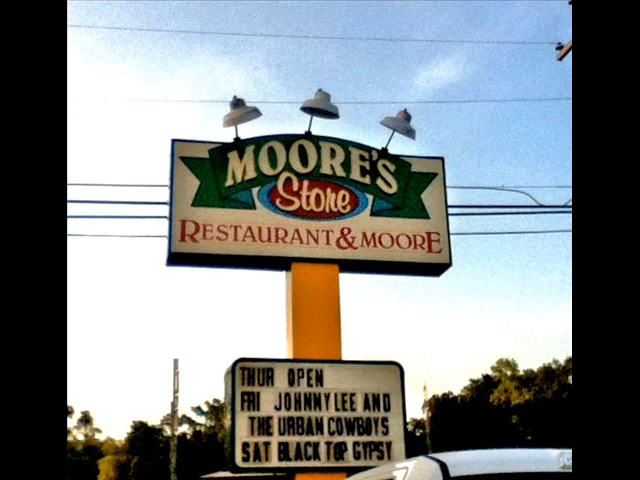 MOORE'S
Store
RESTAURANT & MOORE
THUR OPEN
FRI JOHNNY LEE AND
THE URBAN COWBOYS
SAT BLACK TOP GYPSY